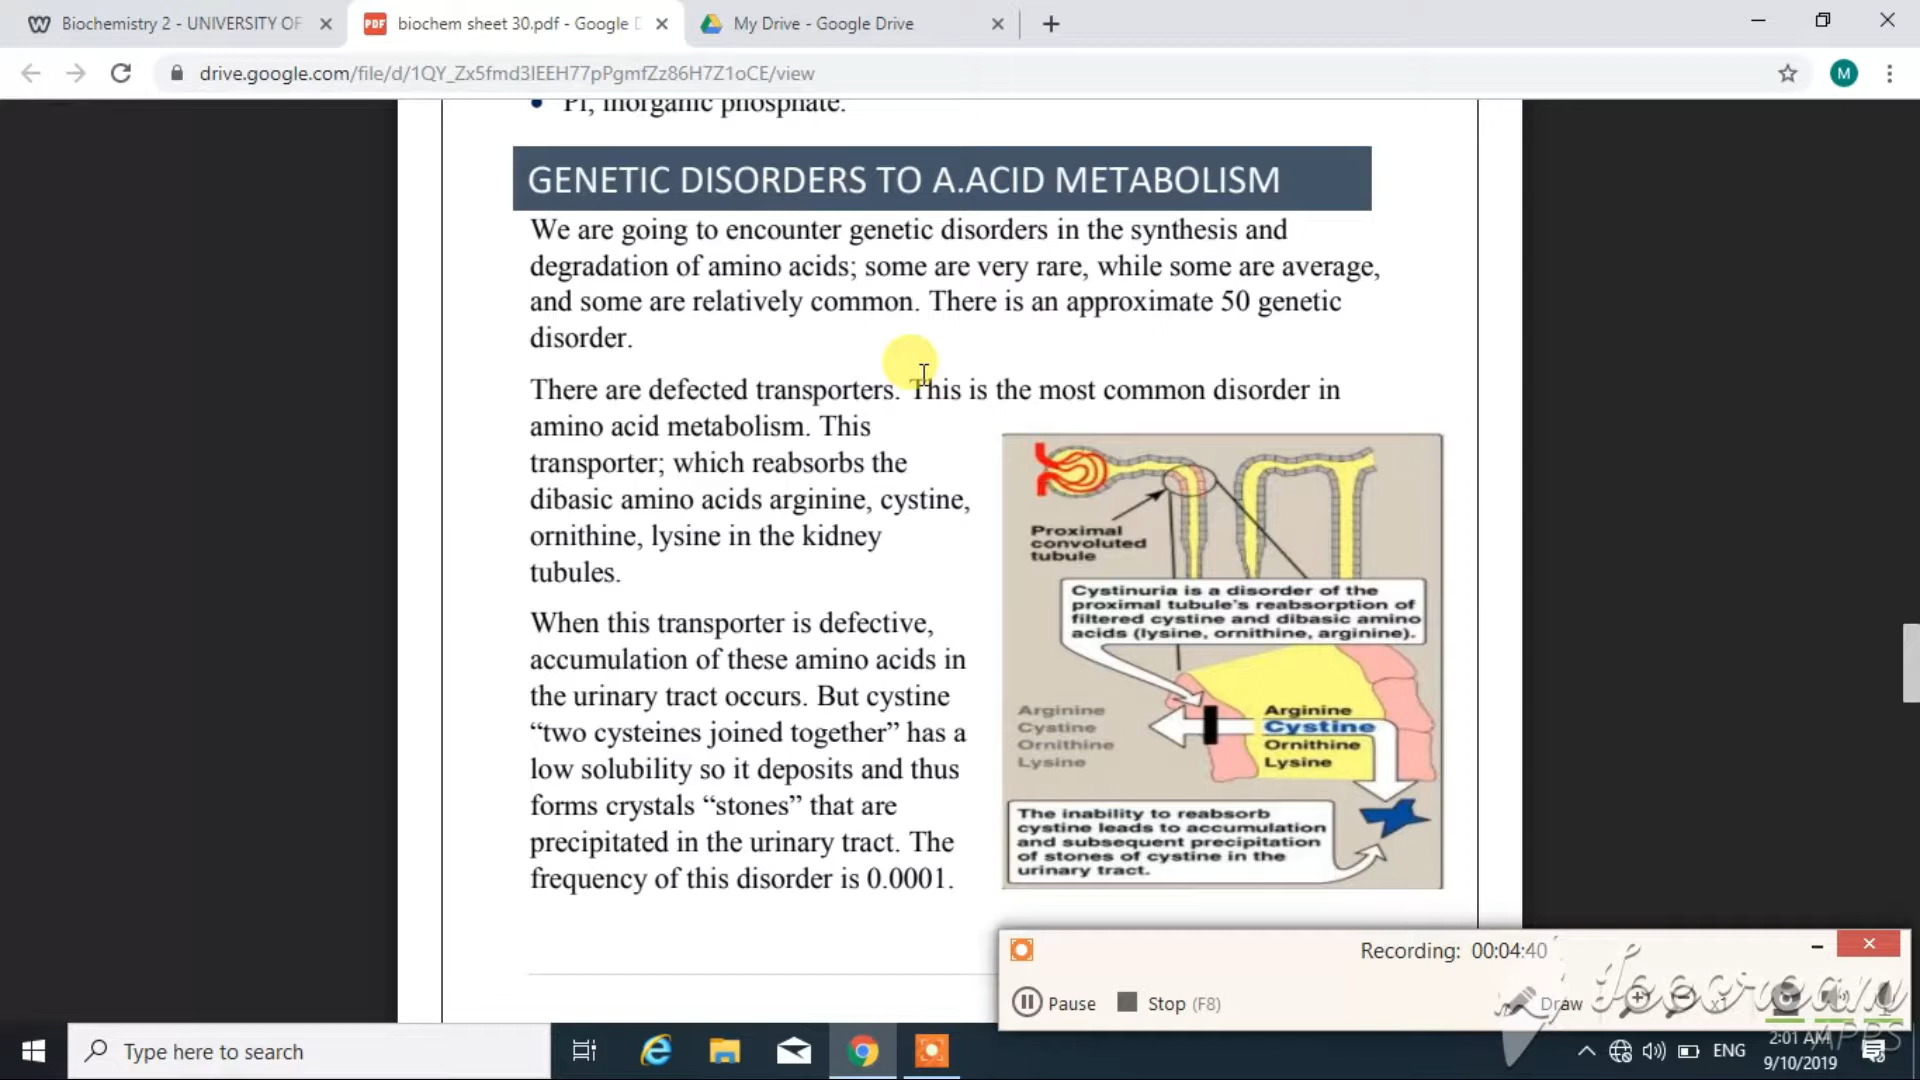 Biochemistry 2 - UNIVERSITY OF
PDF
biochem sheet 30.pdf - Google D
My Drive - Google Drive
drive.google.com/file/d/1QY_Zx5fmd3lEEH77pPgmfZz86H7Z1oCE/view
M
Pi, inorganic phosphate.
GENETIC DISORDERS TO A.ACID METABOLISM
We are going to encounter genetic disorders in the synthesis and
degradation of amino acids; some are very rare, while some are average,
and some are relatively common. There is an approximate 50 genetic
disorder.
There are defected transporters. This is the most common disorder in
amino acid metabolism. This
transporter; which reabsorbs the
dibasic amino acids arginine, cystine,
ornithine, lysine in the kidney
tubules.
When this transporter is defective,
accumulation of these amino acids in
the urinary tract occurs. But cystine
“two cysteines joined together” has a
low solubility so it deposits and thus
forms crystals “stones” that are
precipitated in the urinary tract. The
frequency of this disorder is 0.0001.
Proximal
convoluted
tubule
Cystinuria is a disorder of the
proximal tubule's reabsorption of
filtered cystine and dibasic amino
acids (lysine, ornithine, arginine).
Arginine
Cystine
Ornithine
Lysine
Arginine
Cystine
Ornithine
Lysine
The inability to reabsorb
cystine leads to accumulation
and subsequent precipitation
of stones of cystine in the
urinary tract.
Recording: 00:04:40
Pause
Stop (F8)
Draw
x1
Icecream
APPS
Type here to search
ENG
2:01 AM
9/10/2019